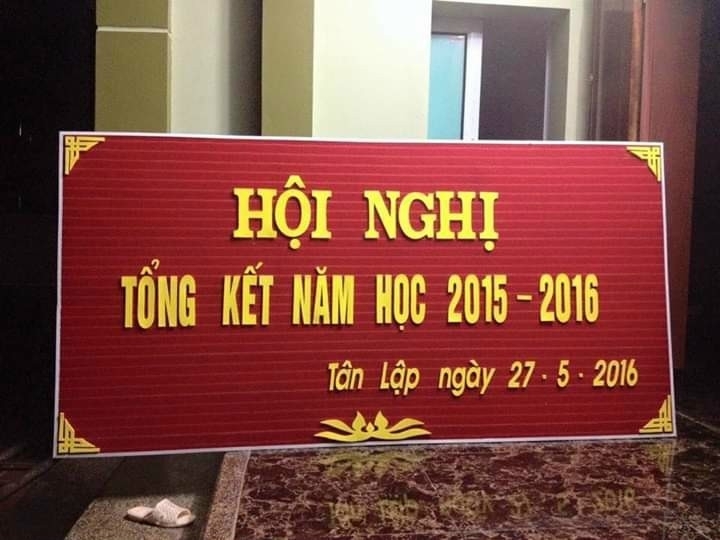 HỘI NGHỊ
TỔNG KẾT NĂM HỌC 2015 - 2016
Tân Lập ngày 27 . 5 . 2016